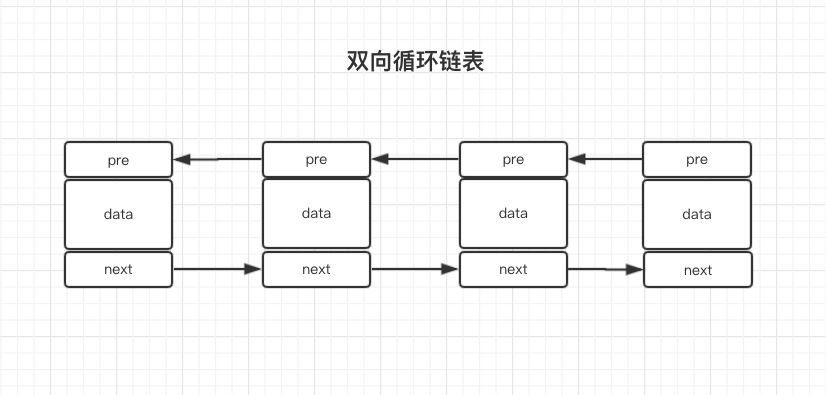 双向循环链表
pre pre pre pre
data data data data
next next next next